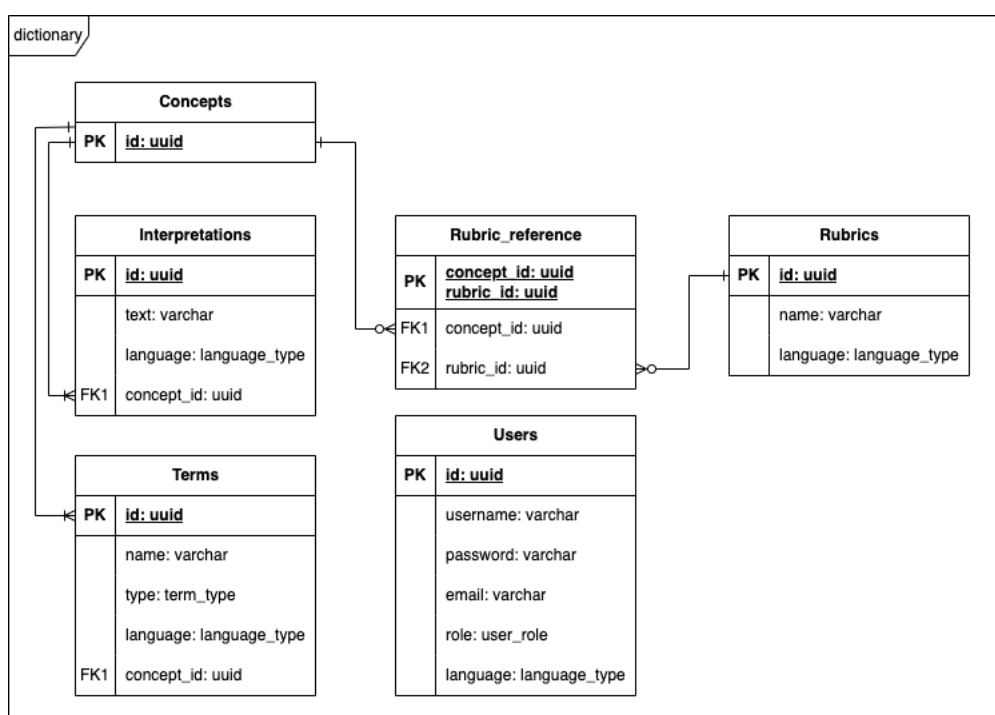 dictionary
Concepts
PK id: uuid
Interpretations
PK id: uuid
text: varchar
language: language_type
FK1 concept_id: uuid
Terms
PK id: uuid
name: varchar
type: term_type
language: language_type
FK1 concept_id: uuid
Rubric_reference
PK concept_id: uuid
rubric_id: uuid
FK1 concept_id: uuid
FK2 rubric_id: uuid
Users
PK id: uuid
username: varchar
password: varchar
email: varchar
role: user_role
language: language_type
Rubrics
PK id: uuid
name: varchar
language: language_type